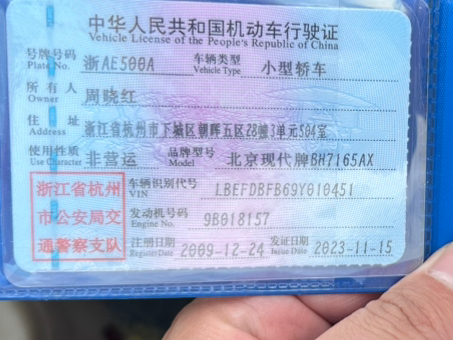 中华人民共和国机动车行驶证
Vehicle License of the People's Republic of China
号牌号码 浙AE500A 车辆类型 小型轿车
Plate No. Vehicle Type
所有人 周晓红
Owner
住址 浙江省杭州市下城区朝晖五区28幢3单元504室
Address
使用性质 非营运 品牌型号 北京现代牌BH7165AX
Use Character Model
浙江省杭州
市公安局交
通警察支队
车辆识别代号 LBEFDBFB69Y010451
VIN
发动机号码 9B018157
Engine No.
注册日期 2009-12-24 发证日期 2023-11-15
Register Date Issue Date